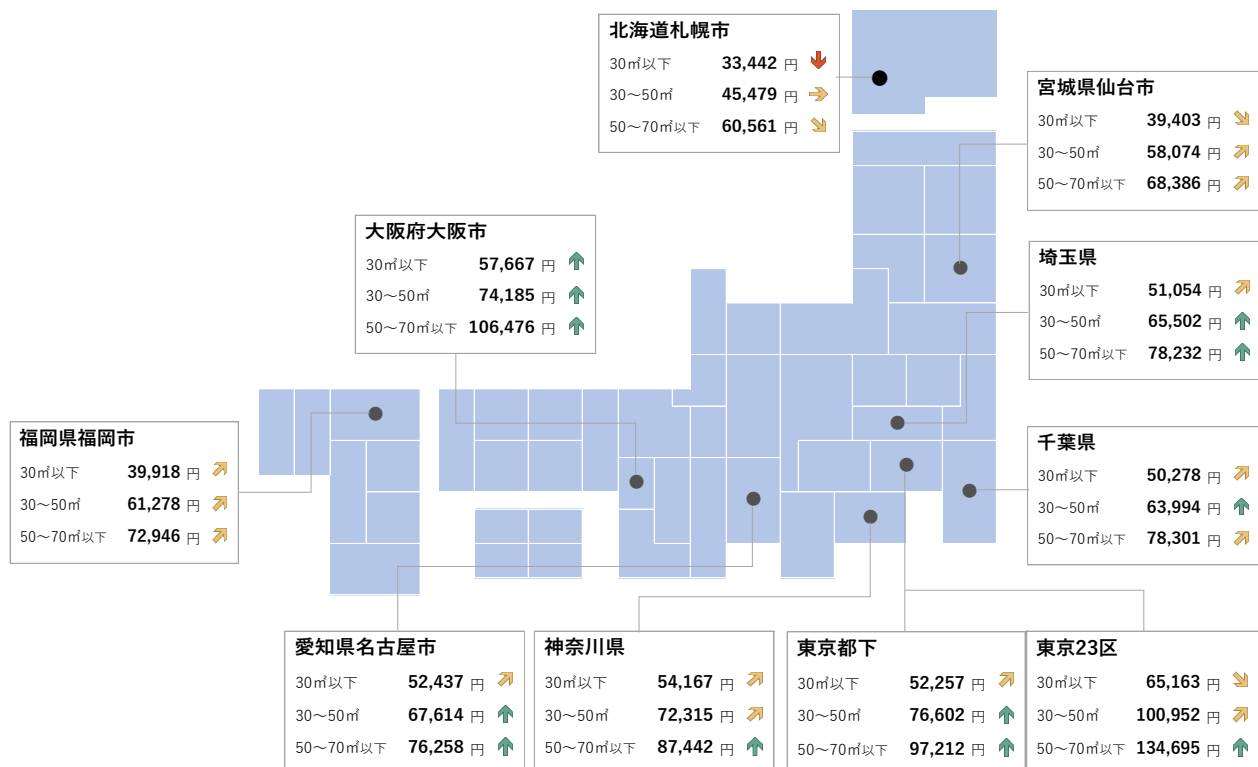 北海道札幌市
30㎡以下 33,442 円
30～50㎡ 45,479 円
50～70㎡以下 60,561 円
宮城県仙台市
30㎡以下 39,403 円
30～50㎡ 58,074 円
50～70㎡以下 68,386 円
大阪府大阪市
30㎡以下 57,667 円
30～50㎡ 74,185 円
50～70㎡以下 106,476 円
埼玉県
30㎡以下 51,054 円
30～50㎡ 65,502 円
50～70㎡以下 78,232 円
福岡県福岡市
30㎡以下 39,918 円
30～50㎡ 61,278 円
50～70㎡以下 72,946 円
千葉県
30㎡以下 50,278 円
30～50㎡ 63,994 円
50～70㎡以下 78,301 円
愛知県名古屋市
30㎡以下 52,437 円
30～50㎡ 67,614 円
50～70㎡以下 76,258 円
神奈川県
30㎡以下 54,167 円
30～50㎡ 72,315 円
50～70㎡以下 87,442 円
東京都下
30㎡以下 52,257 円
30～50㎡ 76,602 円
50～70㎡以下 97,212 円
東京23区
30㎡以下 65,163 円
30～50㎡ 100,952 円
50～70㎡以下 134,695 円